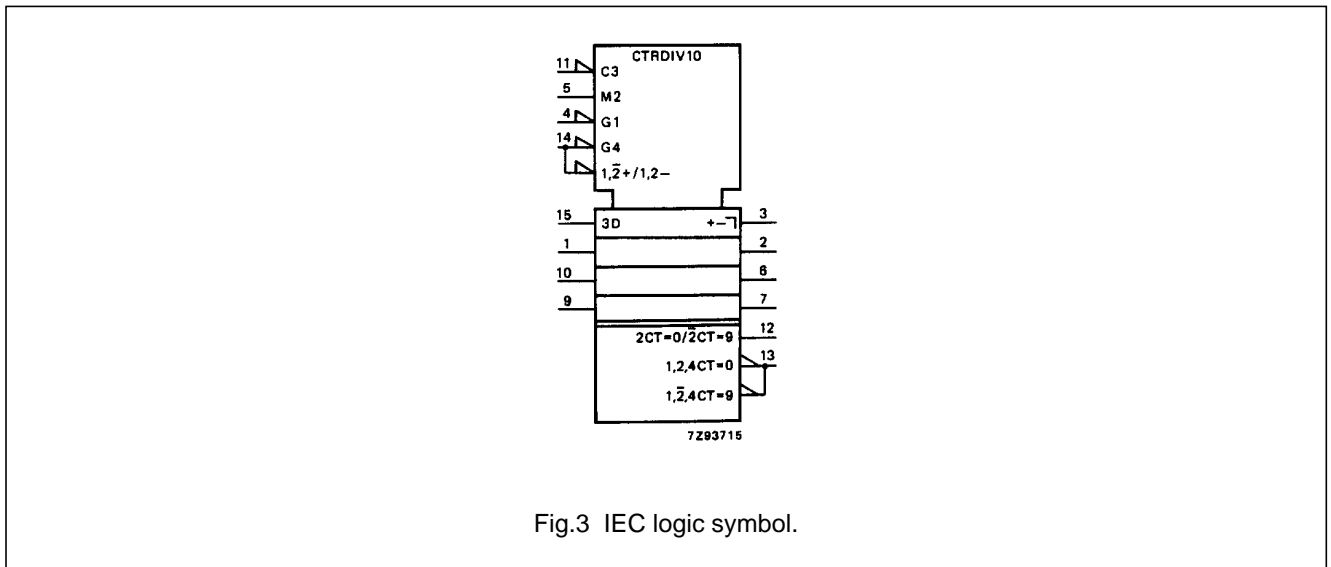 CTRDIV10
11 C3
5 M2
4 G1
14 G4
1,2̅+/1,2−
15 3D +−┐ 3
1 2
10 6
9 7
2CT=0/2̅CT=9 12
1,2,4CT=0 13
1,2̅,4CT=9
7Z93715
Fig.3 IEC logic symbol.